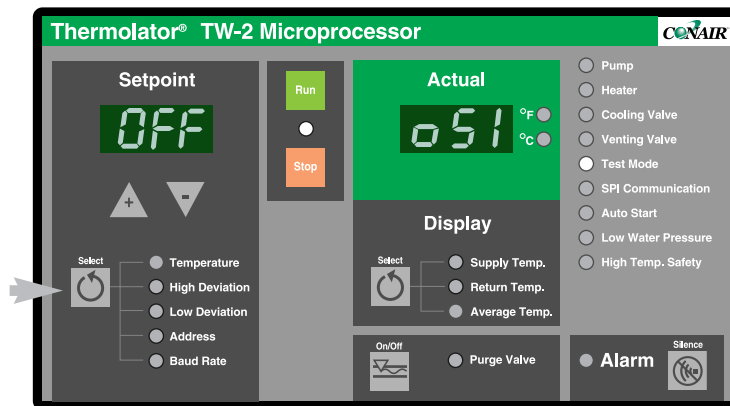 Thermolator® TW-2 Microprocessor
CONAIR
Setpoint
OFF
Select
Temperature
High Deviation
Low Deviation
Address
Baud Rate
Run
Stop
Actual
oS1
°F
°C
Display
Select
Supply Temp.
Return Temp.
Average Temp.
On/Off
Purge Valve
Pump
Heater
Cooling Valve
Venting Valve
Test Mode
SPI Communication
Auto Start
Low Water Pressure
High Temp. Safety
Alarm
Silence